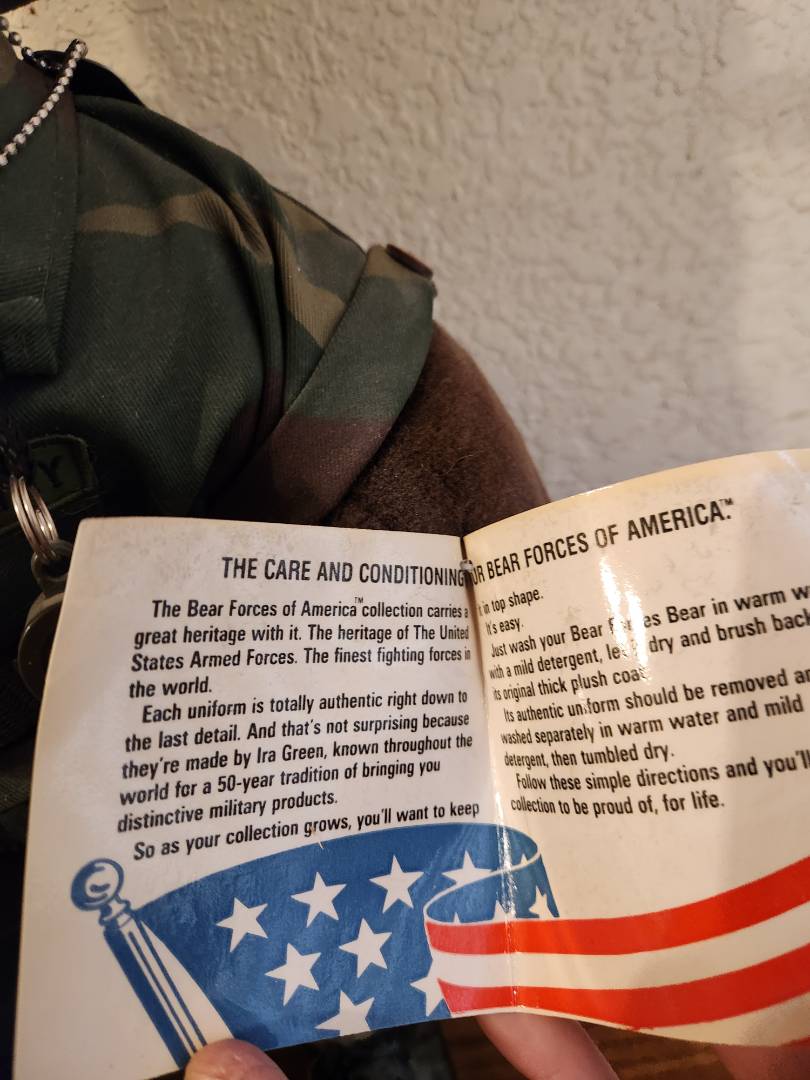 THE CARE AND CONDITIONING OR BEAR FORCES OF AMERICA.™
The Bear Forces of America™ collection carries a
great heritage with it. The heritage of The United
States Armed Forces. The finest fighting forces in
the world.
Each uniform is totally authentic right down to
the last detail. And that's not surprising because
they're made by Ira Green, known throughout the
world for a 50-year tradition of bringing you
distinctive military products.
So as your collection grows, you'll want to keep
in top shape.
It's easy.
Just wash your Bear Bear in warm
with a mild detergent, dry and brush back
its original thick plush
Its authentic uniform should be removed
washed separately in warm water and mild
detergent, then tumbled dry.
Follow these simple directions and you'll
collection to be proud of, for life.